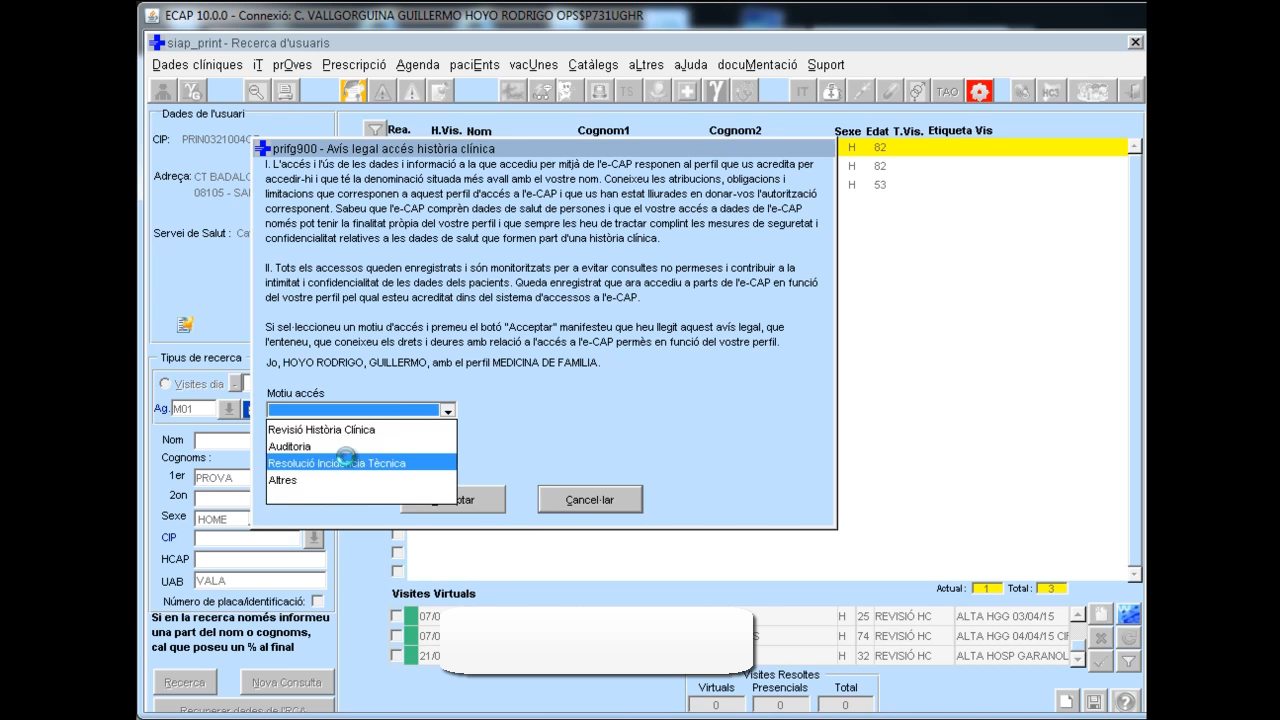 ECAP 10.0.0 - Connexió: C. VALLGORGUINA GUILLERMO HOYO RODRIGO OPS$P731UGHR
siap_print - Recerca d'usuaris
Dades clíniques iT prOves Prescripció Agenda paciEnts vacUnes Catàlegs aLtres aJuda docuMentació Suport
IT TAO HC3
Dades de l'usuari
Rea. H.Vis. Nom Cognom1 Cognom2 Sexe Edat T.Vis. Etiqueta Vis
CIP: PRIN0321004
H 82
H 82
H 53
Adreça: CT BADALO
08105 - SA
Servei de Salut : Ca
prifg900 - Avís legal accés història clínica
I. L'accés i l'ús de les dades i informació a la que accediu per mitjà de l'e-CAP responen al perfil que us acredita per
accedir-hi i que té la denominació situada més avall amb el vostre nom. Coneixeu les atribucions, obligacions i
limitacions que corresponen a aquest perfil d'accés a l'e-CAP i que us han estat lliurades en donar-vos l'autorització
corresponent. Sabeu que l'e-CAP comprèn dades de salut de persones i que el vostre accés a dades de l'e-CAP
només pot tenir la finalitat pròpia del vostre perfil i que sempre les heu de tractar complint les mesures de seguretat i
confidencialitat relatives a les dades de salut que formen part d'una història clínica.
II. Tots els accessos queden enregistrats i són monitoritzats per a evitar consultes no permeses i contribuir a la
intimitat i confidencialitat de les dades dels pacients. Queda enregistrat que ara accediu a parts de l'e-CAP en funció
del vostre perfil pel qual esteu acreditat dins del sistema d'accessos a l'e-CAP.
Si sel·leccioneu un motiu d'accés i premeu el botó "Acceptar" manifesteu que heu llegit aquest avís legal, que
l'enteneu, que coneixeu els drets i deures amb relació a l'accés a l'e-CAP permès en funció del vostre perfil.
Jo, HOYO RODRIGO, GUILLERMO, amb el perfil MEDICINA DE FAMILIA.
Motiu accés
Revisió Història Clínica
Auditoria
Resolució Incidència Tècnica
Altres
ptar Cancel·lar
Tipus de recerca
Visites dia
Ag. M01
Nom
Cognoms :
1er PROVA
2on
Sexe HOME
CIP
HCAP
UAB VALA
Número de placa/identificació:
Si en la recerca només informeu
una part del nom o cognoms,
cal que poseu un % al final
Recerca Nova Consulta
Recuperar dades de l'RCA
Actual : 1 Total : 3
Visites Virtuals
07/0 H 25 REVISIÓ HC ALTA HGG 03/04/15
07/0 S H 74 REVISIÓ HC ALTA HGG 04/04/15 CIR
21/0 H 32 REVISIÓ HC ALTA HOSP GARANOL
Visites Resoltes
Virtuals Presencials Total
0 0 0